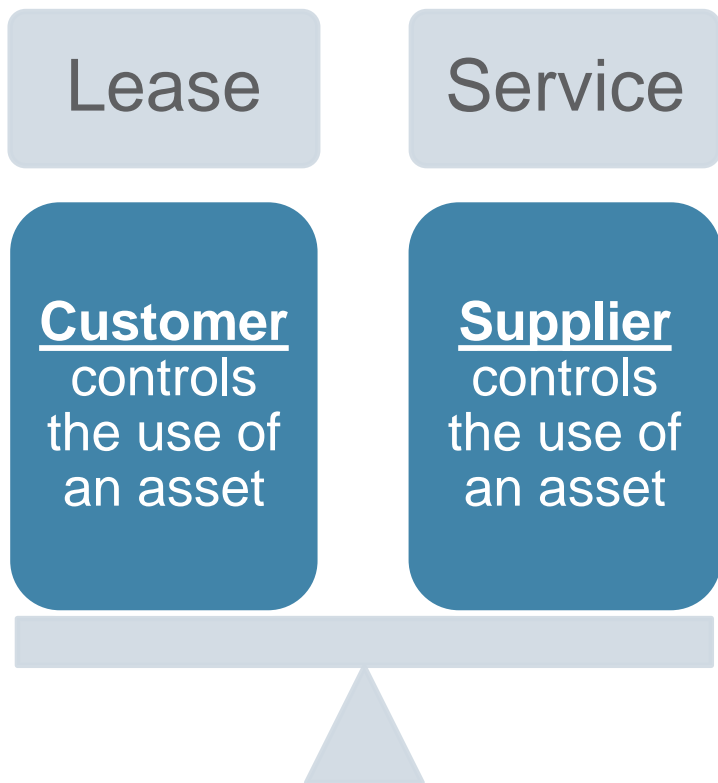 Lease
Service
Customer
controls
the use of
an asset
Supplier
controls
the use of
an asset